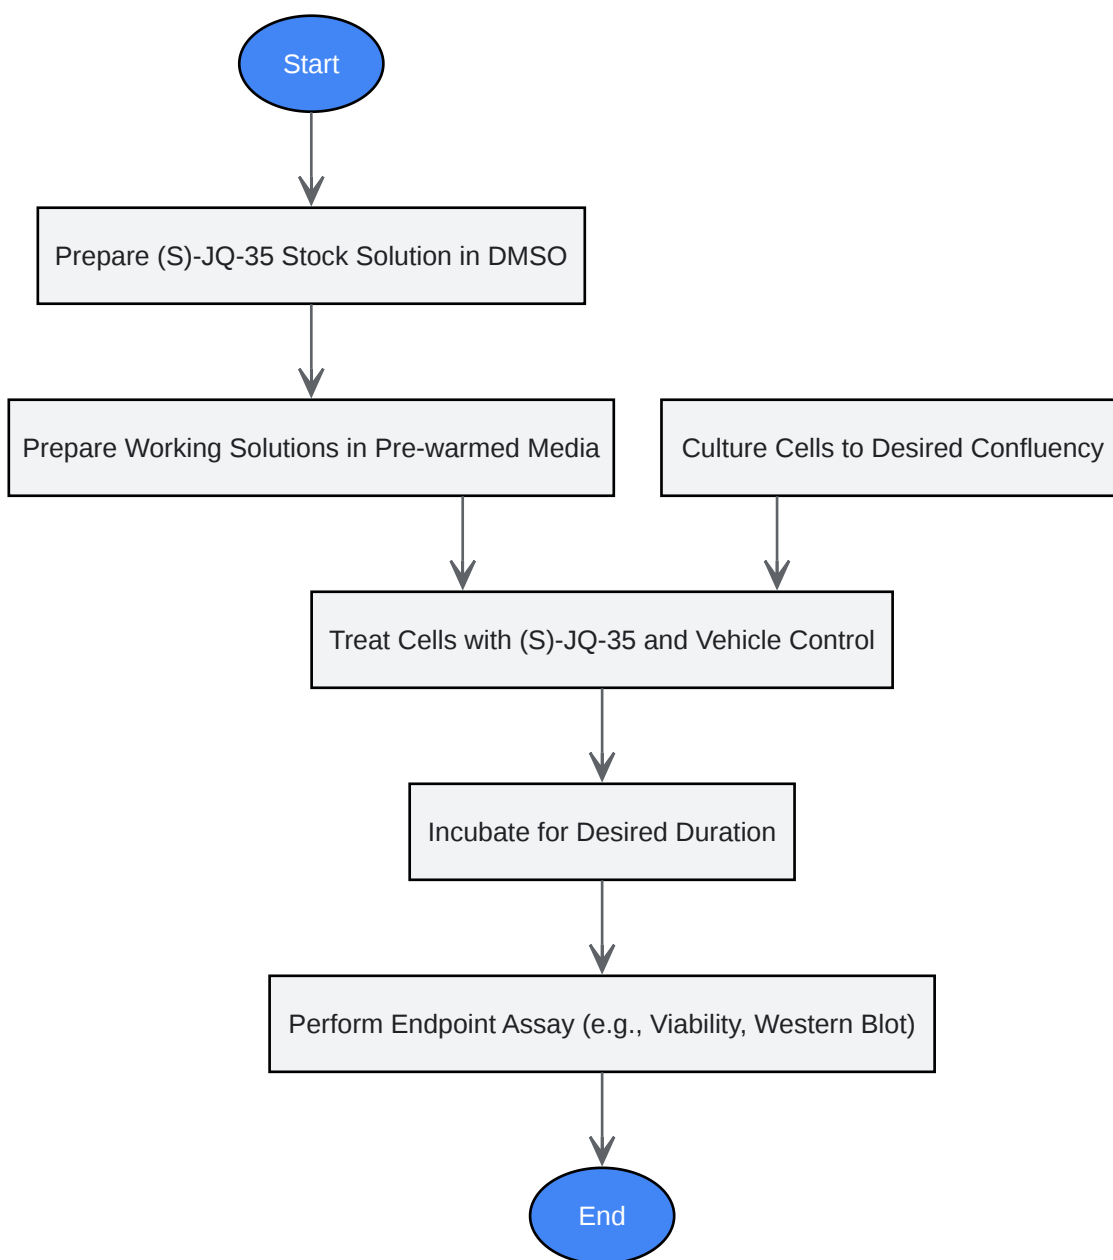 Start
Prepare (S)-JQ-35 Stock Solution in DMSO
Prepare Working Solutions in Pre-warmed Media
Culture Cells to Desired Confluency
Treat Cells with (S)-JQ-35 and Vehicle Control
Incubate for Desired Duration
Perform Endpoint Assay (e.g., Viability, Western Blot)
End